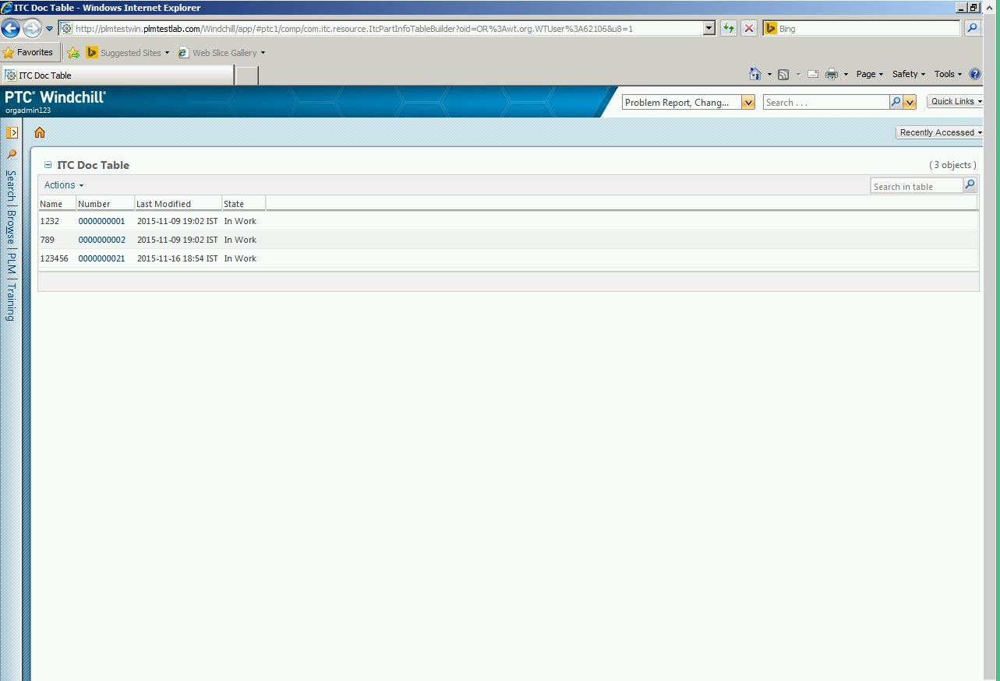 ITC Doc Table - Windows Internet Explorer
http://plmtestwin.plmtestlab.com/Windchill/app/#ptc1/comp/com.itc.resource.ItcPartInfoTableBuilder?oid=OR%3Awt.org.WTUser%3A62106&u8=1
Bing
Favorites
Suggested Sites
Web Slice Gallery
ITC Doc Table
Page
Safety
Tools
PTC® Windchill®
orgadmin123
Problem Report, Chang...
Search . . .
Quick Links
Recently Accessed
Search | Browse | PLM | Training
ITC Doc Table
( 3 objects )
Actions
Search in table
Name Number Last Modified State
1232 0000000001 2015-11-09 19:02 IST In Work
789 0000000002 2015-11-09 19:02 IST In Work
123456 0000000021 2015-11-16 18:54 IST In Work